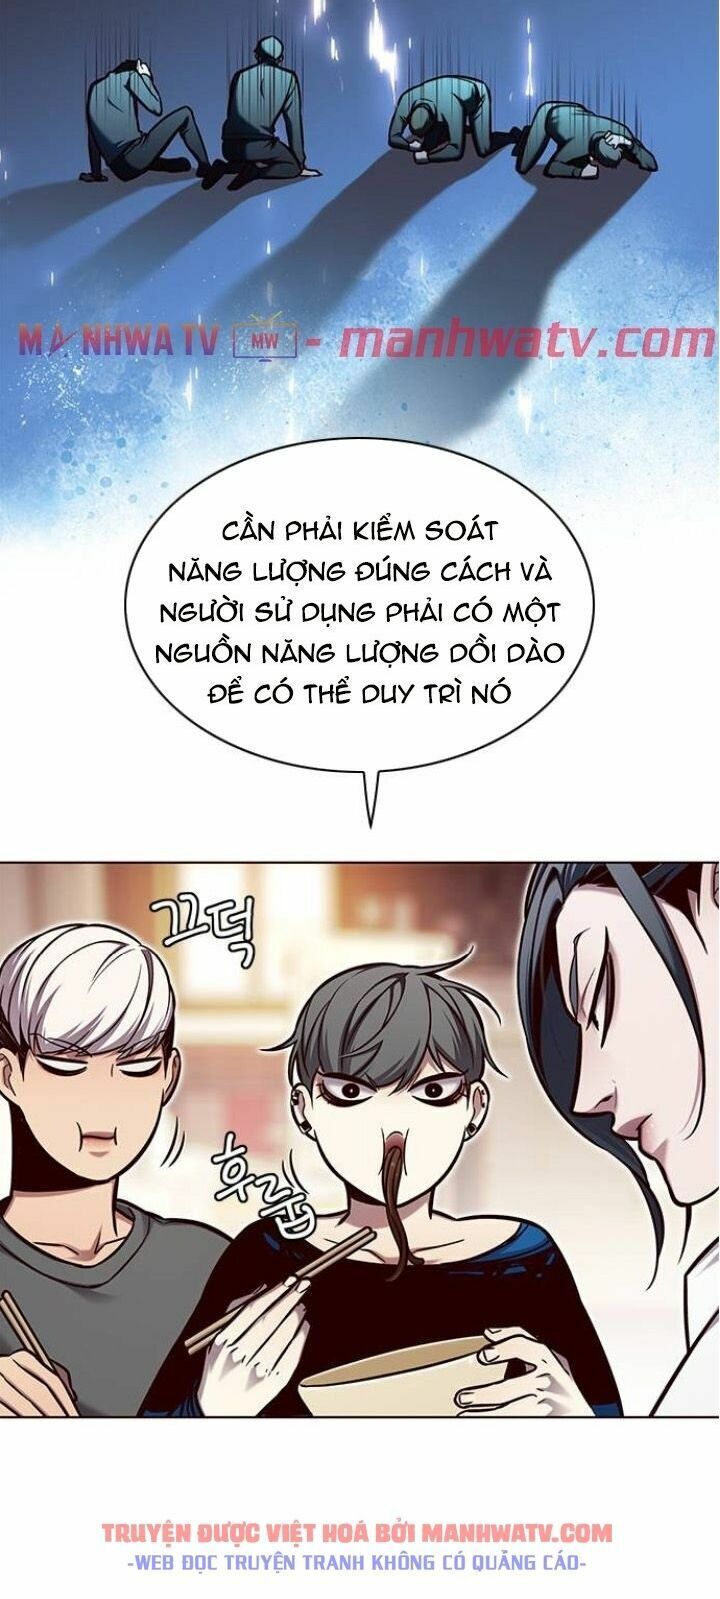 MANHWATV MW - manhwatv.com
CẦN PHẢI KIỂM SOÁT
NĂNG LƯỢNG ĐÚNG CÁCH VÀ
NGƯỜI SỬ DỤNG PHẢI CÓ MỘT
NGUỒN NĂNG LƯỢNG DỒI DÀO
ĐỂ CÓ THỂ DUY TRÌ NÓ
끄덕
후루룹
TRUYỆN ĐƯỢC VIỆT HOÁ BỞI MANHWATV.COM
-WEB ĐỌC TRUYỆN TRANH KHÔNG CÓ QUẢNG CÁO-